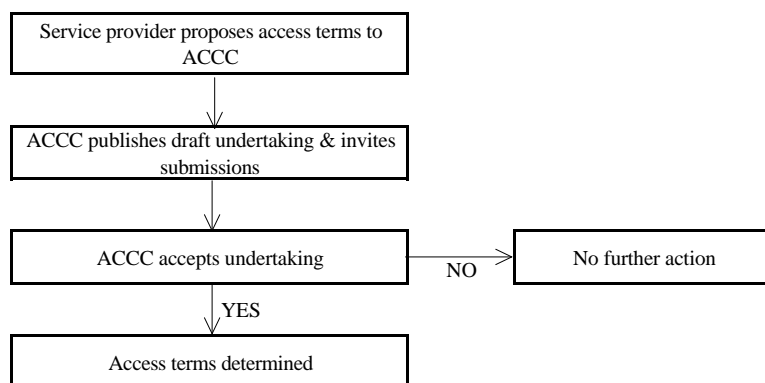 Service provider proposes access terms to
ACCC
ACCC publishes draft undertaking & invites
submissions
ACCC accepts undertaking
NO
No further action
YES
Access terms determined